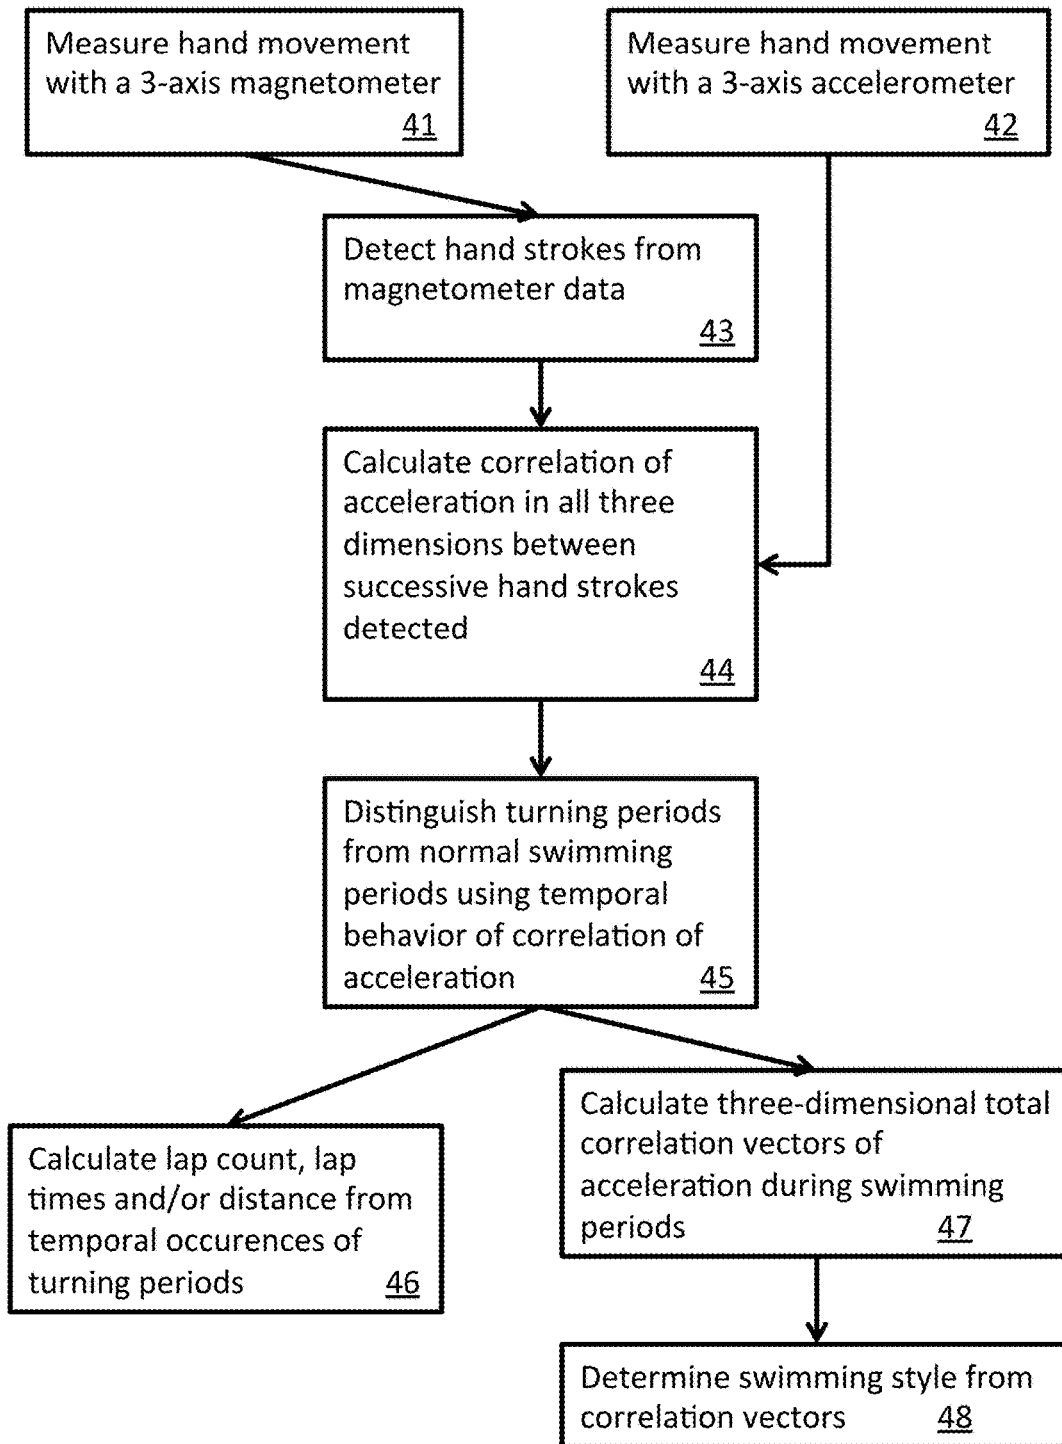 Measure hand movement
with a 3-axis magnetometer
41
Measure hand movement
with a 3-axis accelerometer
42
Detect hand strokes from
magnetometer data
43
Calculate correlation of
acceleration in all three
dimensions between
successive hand strokes
detected
44
Distinguish turning periods
from normal swimming
periods using temporal
behavior of correlation of
acceleration 45
Calculate lap count, lap
times and/or distance from
temporal occurences of
turning periods 46
Calculate three-dimensional total
correlation vectors of
acceleration during swimming
periods 47
Determine swimming style from
correlation vectors 48